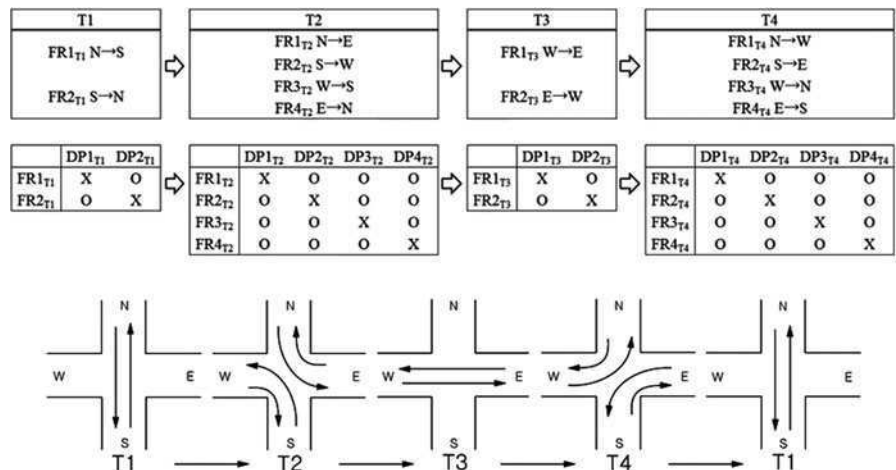 T1
FR1T1 N→S
FR2T1 S→N
T2
FR1T2 N→E
FR2T2 S→W
FR3T2 W→S
FR4T2 E→N
T3
FR1T3 W→E
FR2T3 E→W
T4
FR1T4 N→W
FR2T4 S→E
FR3T4 W→N
FR4T4 E→S
DP1T1 DP2T1
FR1T1 X O
FR2T1 O X
DP1T2 DP2T2 DP3T2 DP4T2
FR1T2 X O O O
FR2T2 O X O O
FR3T2 O O X O
FR4T2 O O O X
DP1T3 DP2T3
FR1T3 X O
FR2T3 O X
DP1T4 DP2T4 DP3T4 DP4T4
FR1T4 X O O O
FR2T4 O X O O
FR3T4 O O X O
FR4T4 O O O X
N N N N N
W E W E W E W E W E
S S S S S
T1 T2 T3 T4 T1